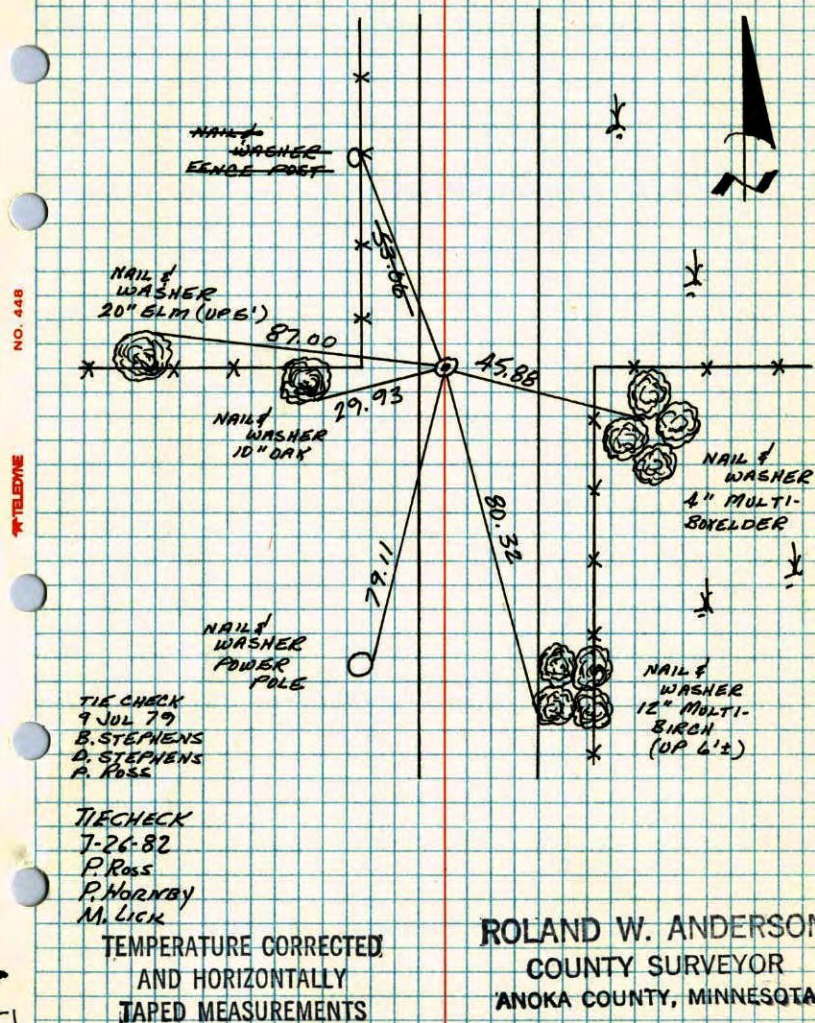 NAIL &
WASHER
FENCE POST
53.06
NAIL &
WASHER
20" ELM (UP 6')
87.00
29.93
45.88
NAIL &
WASHER
10" OAK
NAIL &
WASHER
4" MULTI-
BOXELDER
80.32
79.11
NAIL &
WASHER
POWER
POLE
NAIL &
WASHER
12" MULTI-
BIRCH
(UP 6'±)
NO. 448
TELEDYNE
TIE CHECK
9 JUL 79
B. STEPHENS
D. STEPHENS
P. ROSS
TIECHECK
7-26-82
P. ROSS
P. HORNBY
M. LICK
TEMPERATURE CORRECTED
AND HORIZONTALLY
TAPED MEASUREMENTS
ROLAND W. ANDERSON
COUNTY SURVEYOR
ANOKA COUNTY, MINNESOTA